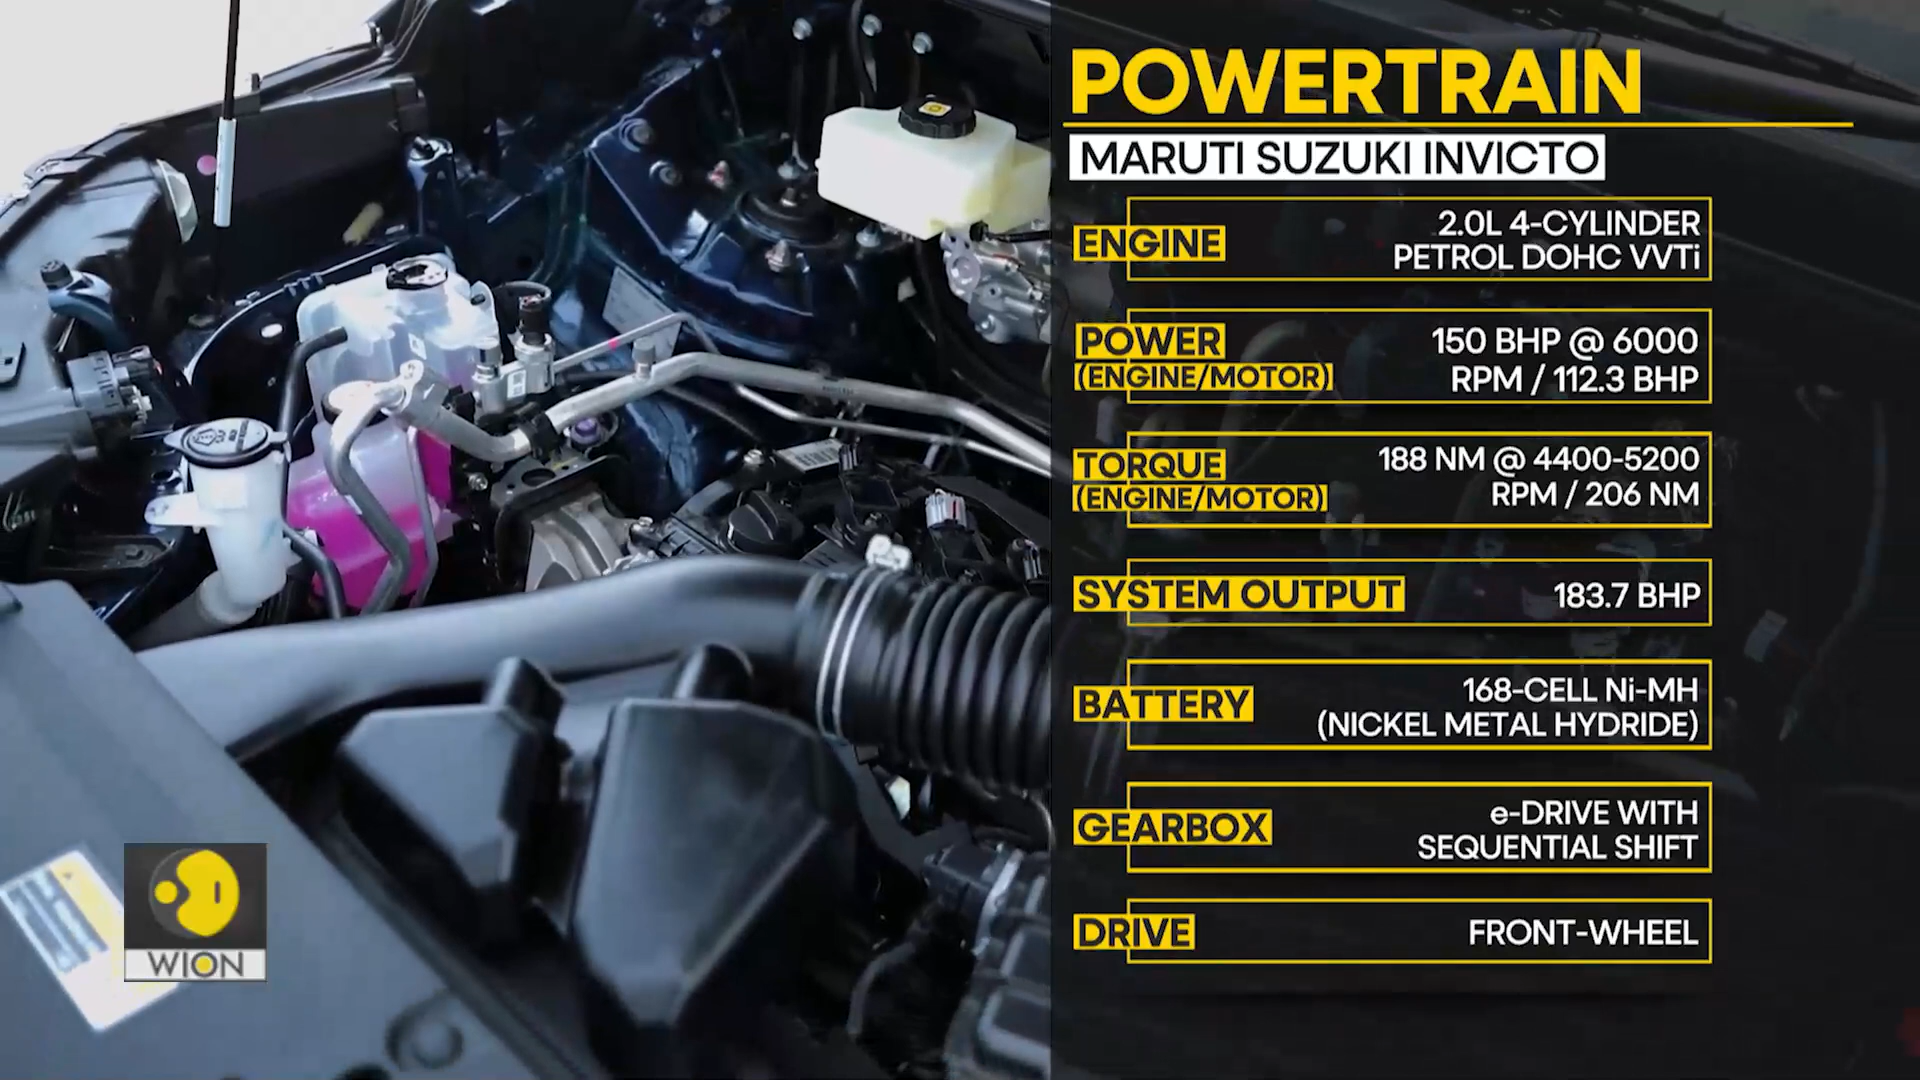 POWERTRAIN
MARUTI SUZUKI INVICTO
ENGINE
2.0L 4-CYLINDER
PETROL DOHC VVTi
POWER
(ENGINE/MOTOR)
150 BHP @ 6000
RPM / 112.3 BHP
TORQUE
(ENGINE/MOTOR)
188 NM @ 4400-5200
RPM / 206 NM
SYSTEM OUTPUT
183.7 BHP
BATTERY
168-CELL Ni-MH
(NICKEL METAL HYDRIDE)
GEARBOX
e-DRIVE WITH
SEQUENTIAL SHIFT
DRIVE
FRONT-WHEEL
WION